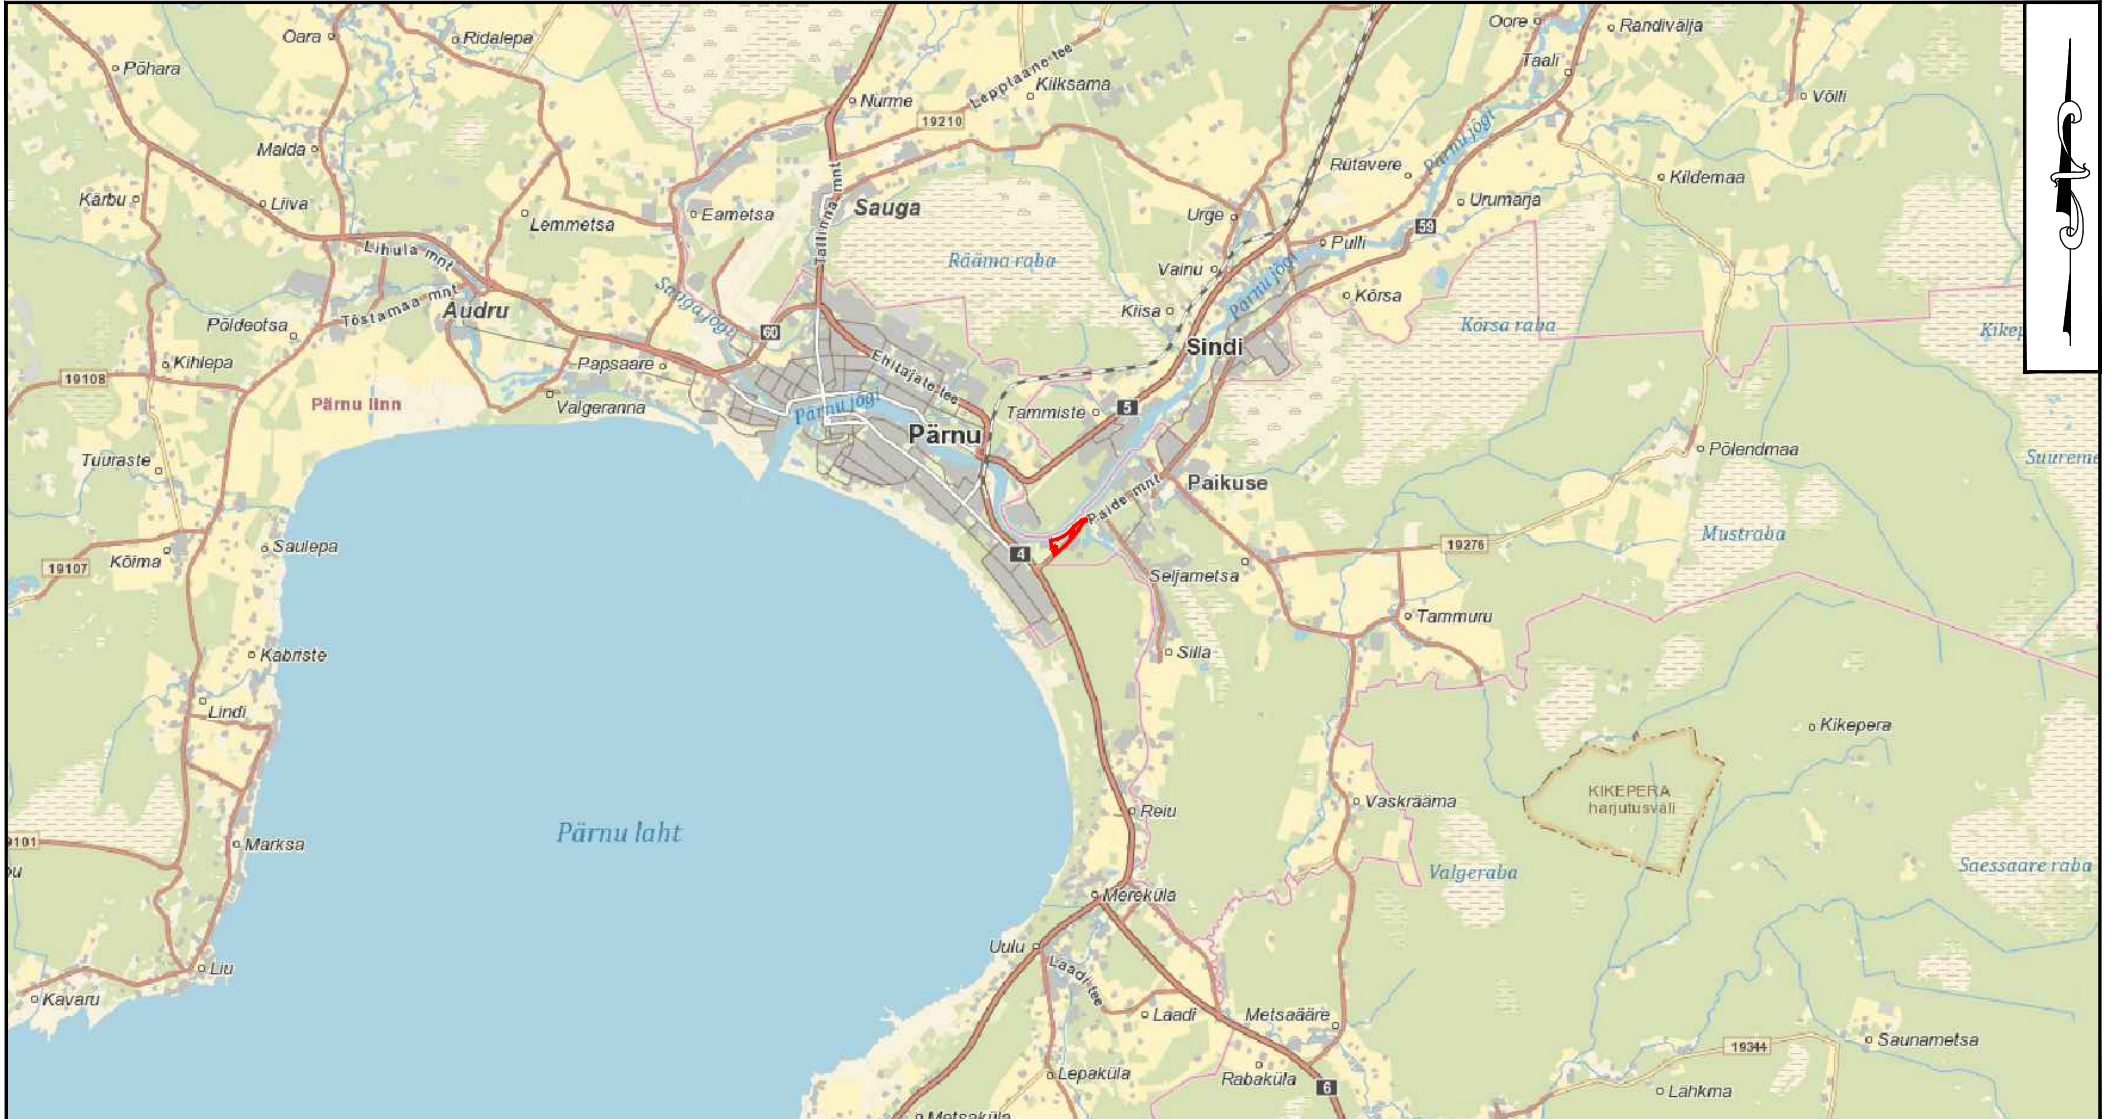 Oara
Ridalepa
Põhara
Nurme
Lepplaane tee
Kilksama
19210
Oore
Randivälja
Taali
Võlli
Malda
Tallinna mnt
Rütavere
Pärnu jõgi
Kildemaa
Kärbu
Liiva
Lemmetsa
Eametsa
Sauga
Urge
Urumarja
59
Pulli
Lihula mnt
Rääma raba
Vainu
Pärnu jõgi
Kõrsa
Sauga jõgi
Tõstamaa mnt
Audru
Kiisa
Põldeotsa
60
Kõrsa raba
Sindi
Kihlepa
Papsaare
Ehitajate tee
19108
Valgeranna
Pärnu linn
Pärnu jõgi
Tammiste
5
Pärnu
Põlendmaa
Tuuraste
Paikuse
Paide mnt
Mustraba
Saulepa
Kõima
4
19276
19107
Seljametsa
Tammuru
Kabriste
Silla
Lindi
Kikepera
KIKEPERA
harjutusväli
Vaskrääma
Reiu
Pärnu laht
Marksa
Valgeraba
Saessaare raba
Mereküla
Uulu
Laadi tee
Liu
Kavaru
Laadi
Metsaääre
19344
Saunametsa
Lepaküla
Rabaküla
6
Lähkma
Metsaküla